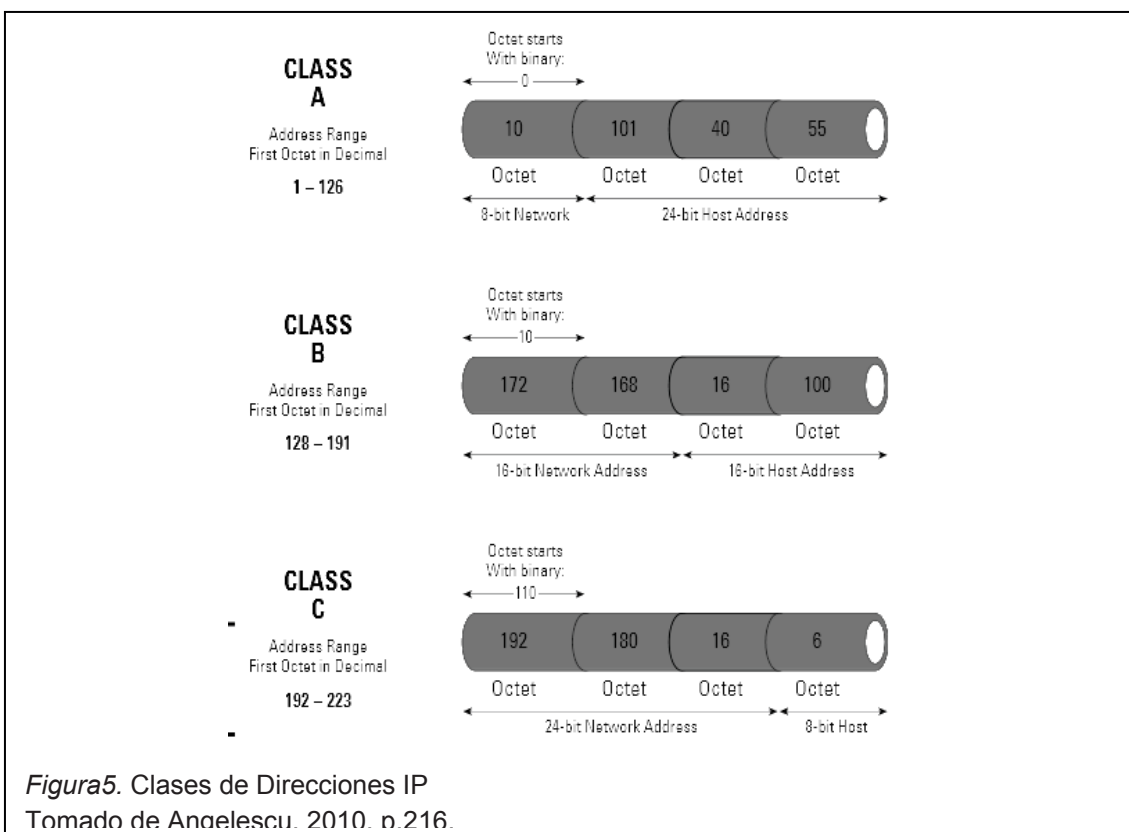 Octet starts
With binary:
0
CLASS
A
Address Range
First Octet in Decimal
1 – 126
10 101 40 55
Octet Octet Octet Octet
8-bit Network 24-bit Host Address
Octet starts
With binary:
10
CLASS
B
Address Range
First Octet in Decimal
128 – 191
172 168 16 100
Octet Octet Octet Octet
16-bit Network Address 16-bit Host Address
Octet starts
With binary:
110
CLASS
C
Address Range
First Octet in Decimal
192 – 223
192 180 16 6
Octet Octet Octet Octet
24-bit Network Address 8-bit Host
Figura5. Clases de Direcciones IP
Tomado de Angelescu, 2010, p.216.